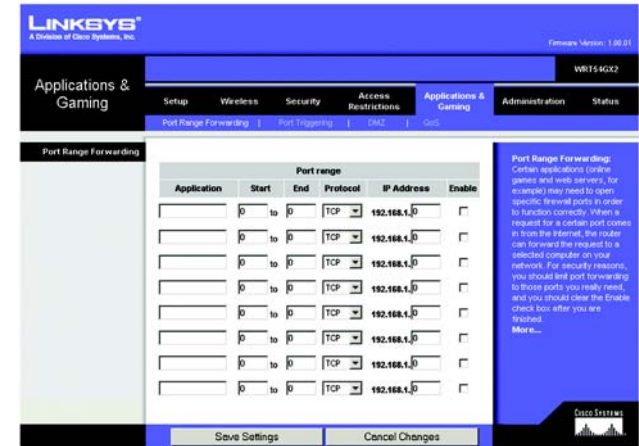 LINKSYS®
A Division of Cisco Systems, Inc.
Firmware Version: 1.00.01
WRT54GX2
Applications & Gaming
Setup Wireless Security Access Restrictions Applications & Gaming Administration Status
Port Range Forwarding | Port Triggering | DMZ | QoS
Port Range Forwarding
Port range
Application Start End Protocol IP Address Enable
0 to 0 TCP 192.168.1. 0
0 to 0 TCP 192.168.1. 0
0 to 0 TCP 192.168.1. 0
0 to 0 TCP 192.168.1. 0
0 to 0 TCP 192.168.1. 0
0 to 0 TCP 192.168.1. 0
0 to 0 TCP 192.168.1. 0
0 to 0 TCP 192.168.1. 0
Port Range Forwarding:
Certain applications (online
games and web servers, for
example) may need to open
specific firewall ports in order
to function correctly. When a
request for a certain port comes
in from the Internet, the router
can forward the request to a
selected computer on your
network. For security reasons,
you should limit port forwarding
to those ports you really need,
and you should clear the Enable
check box after you are
finished.
More...
Save Settings Cancel Changes
CISCO SYSTEMS